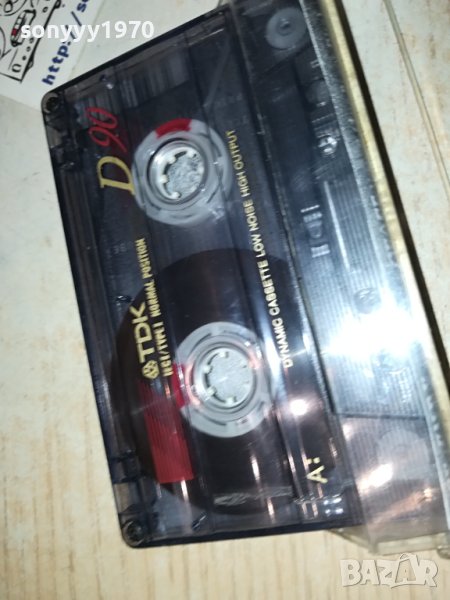 sonyyy1970
http://s
D90
TDK
IEC I / TYPE I NORMAL POSITION
DYNAMIC CASSETTE LOW NOISE HIGH OUTPUT
A:
BAZAR